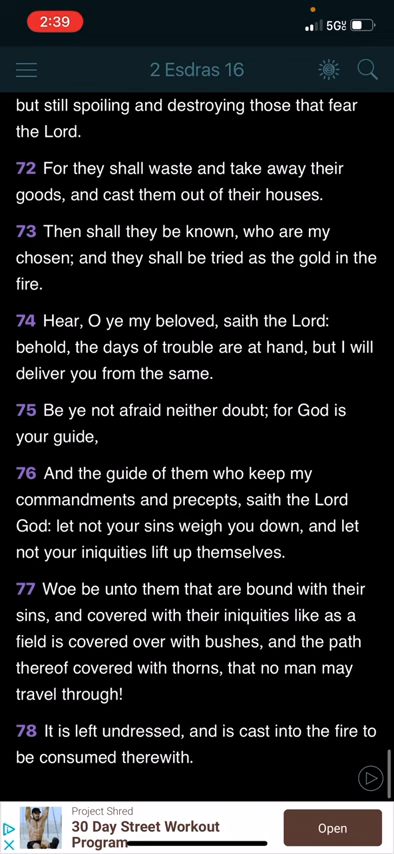 2:39
5G
2 Esdras 16
but still spoiling and destroying those that fear
the Lord.
72 For they shall waste and take away their
goods, and cast them out of their houses.
73 Then shall they be known, who are my
chosen; and they shall be tried as the gold in the
fire.
74 Hear, O ye my beloved, saith the Lord:
behold, the days of trouble are at hand, but I will
deliver you from the same.
75 Be ye not afraid neither doubt; for God is
your guide,
76 And the guide of them who keep my
commandments and precepts, saith the Lord
God: let not your sins weigh you down, and let
not your iniquities lift up themselves.
77 Woe be unto them that are bound with their
sins, and covered with their iniquities like as a
field is covered over with bushes, and the path
thereof covered with thorns, that no man may
travel through!
78 It is left undressed, and is cast into the fire to
be consumed therewith.
Project Shred
30 Day Street Workout
Program
Open